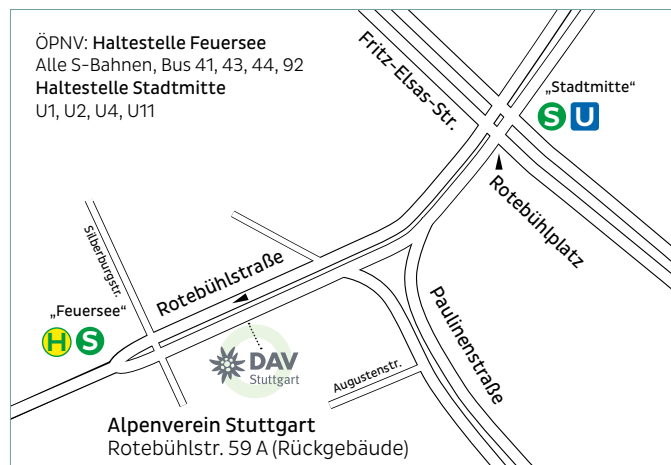 ÖPNV: Haltestelle Feuersee
Alle S-Bahnen, Bus 41, 43, 44, 92
Haltestelle Stadtmitte
U1, U2, U4, U11
Fritz-Elsas-Str.
„Stadtmitte“
S U
Rotebühlplatz
Silberburgstr.
Rotebühlstraße
„Feuersee“
H S
Paulinenstraße
DAV
Stuttgart
Augustenstr.
Alpenverein Stuttgart
Rotebühlstr. 59 A (Rückgebäude)